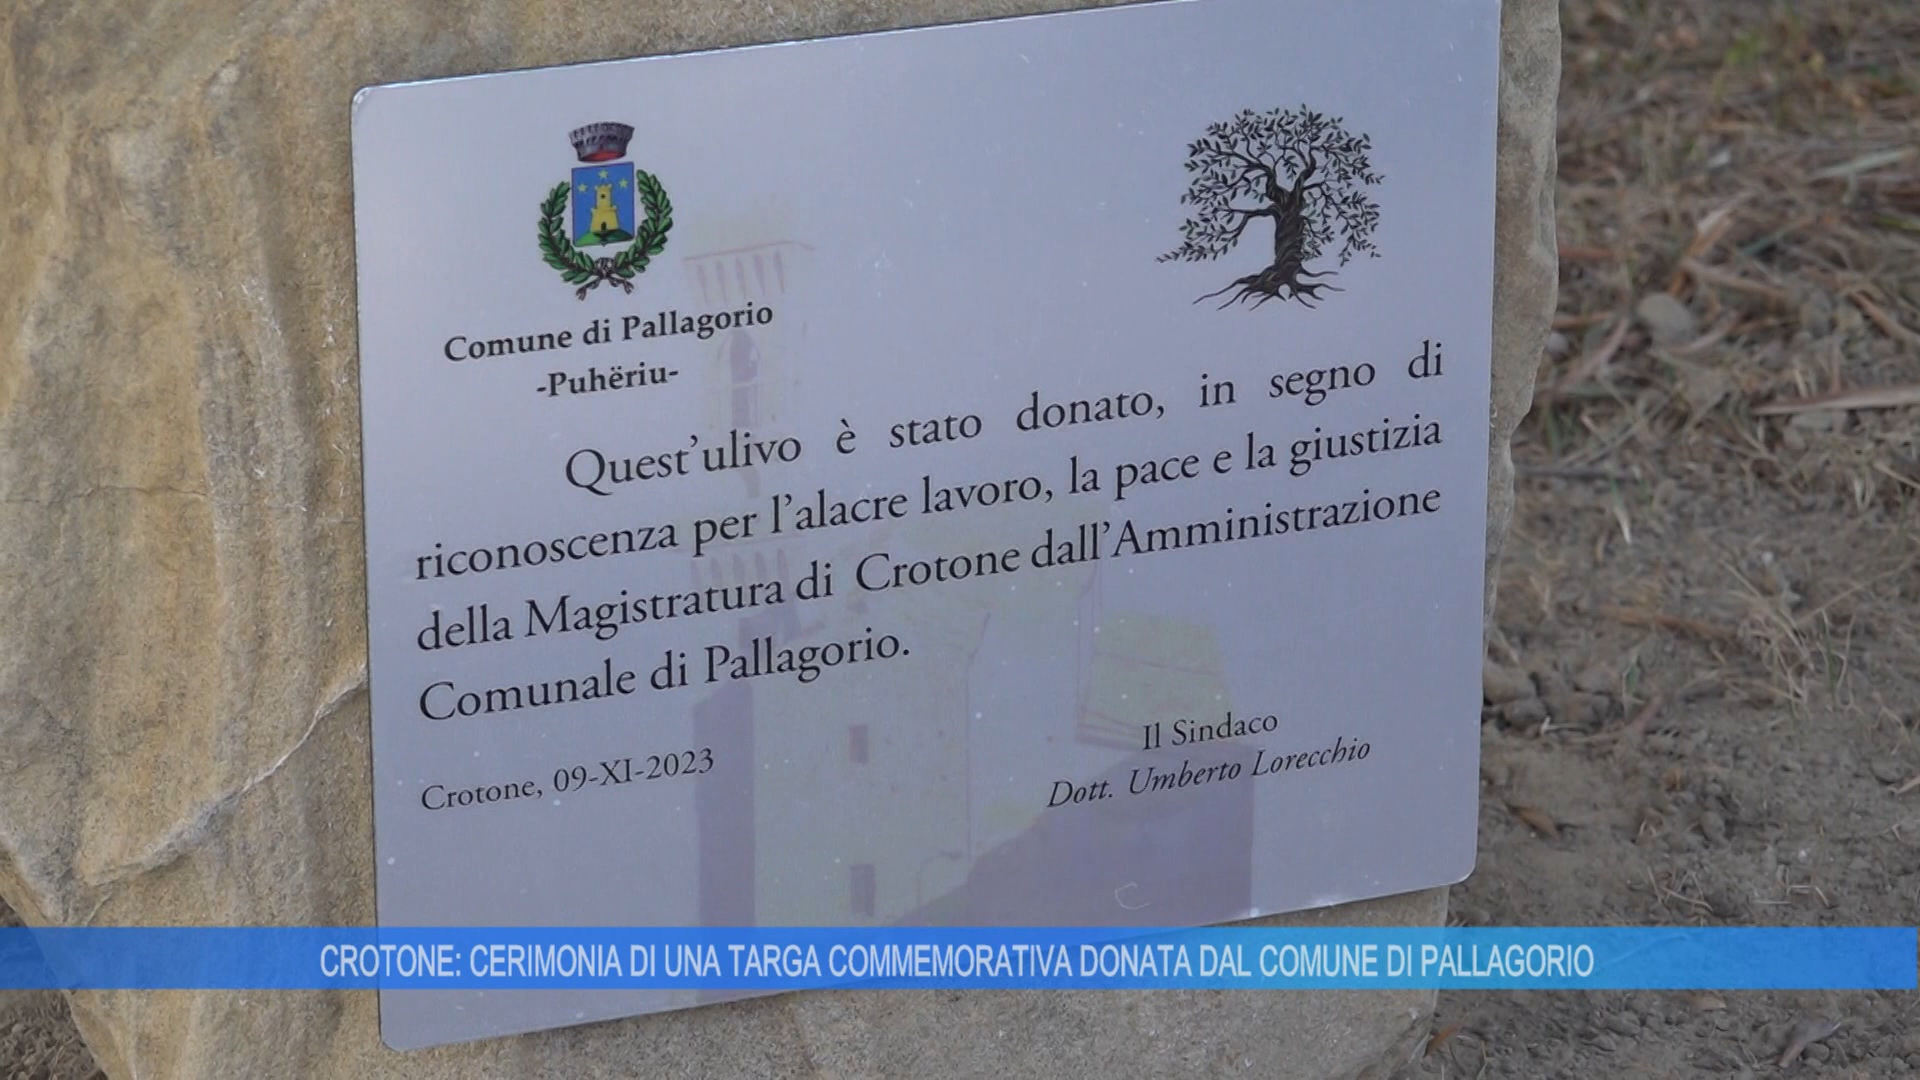 Comune di Pallagorio
-Puhëriu-
Quest'ulivo è stato donato, in segno di
riconoscenza per l'alacre lavoro, la pace e la giustizia
della Magistratura di Crotone dall'Amministrazione
Comunale di Pallagorio.
Crotone, 09-XI-2023
Il Sindaco
Dott. Umberto Lorecchio
CROTONE: CERIMONIA DI UNA TARGA COMMEMORATIVA DONATA DAL COMUNE DI PALLAGORIO